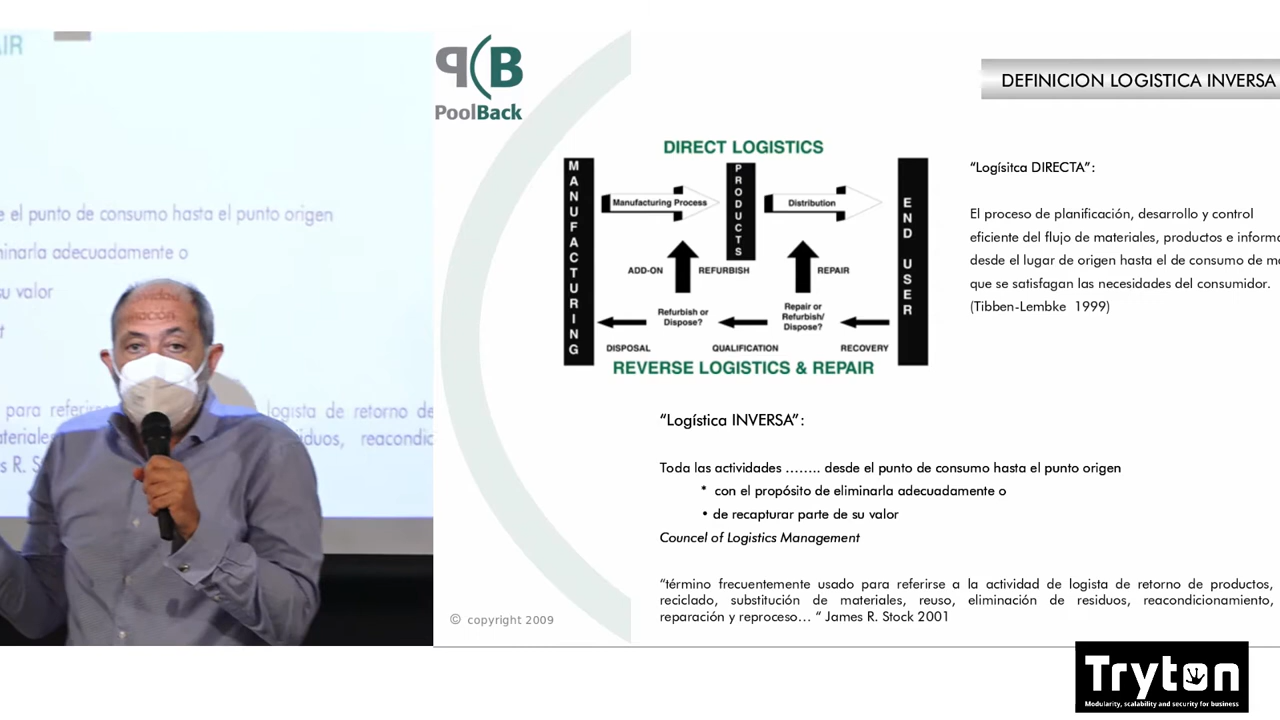 AIR
e el punto de consumo hasta el punto origen
minarla adecuadamente o
su valor
para referirse
logista de retorno de
ateriales
iduos, reacondic
s R. S
PB
PoolBack
DEFINICION LOGISTICA INVERSA
DIRECT LOGISTICS
MANUFACTURING
Manufacturing Process
PRODUCTS
Distribution
END USER
ADD-ON
REFURBISH
REPAIR
Refurbish or
Dispose?
Repair or
Refurbish/
Dispose?
DISPOSAL
QUALIFICATION
RECOVERY
REVERSE LOGISTICS & REPAIR
“Logísitca DIRECTA”:
El proceso de planificación, desarrollo y control
eficiente del flujo de materiales, productos e informa
desde el lugar de origen hasta el de consumo de mo
que se satisfagan las necesidades del consumidor.
(Tibben-Lembke 1999)
“Logística INVERSA”:
Toda las actividades …….. desde el punto de consumo hasta el punto origen
* con el propósito de eliminarla adecuadamente o
• de recapturar parte de su valor
Councel of Logistics Management
“término frecuentemente usado para referirse a la actividad de logista de retorno de productos,
reciclado, substitución de materiales, reuso, eliminación de residuos, reacondicionamiento,
reparación y reproceso… “ James R. Stock 2001
© copyright 2009
Tryton
Modularity, scalability and security for business